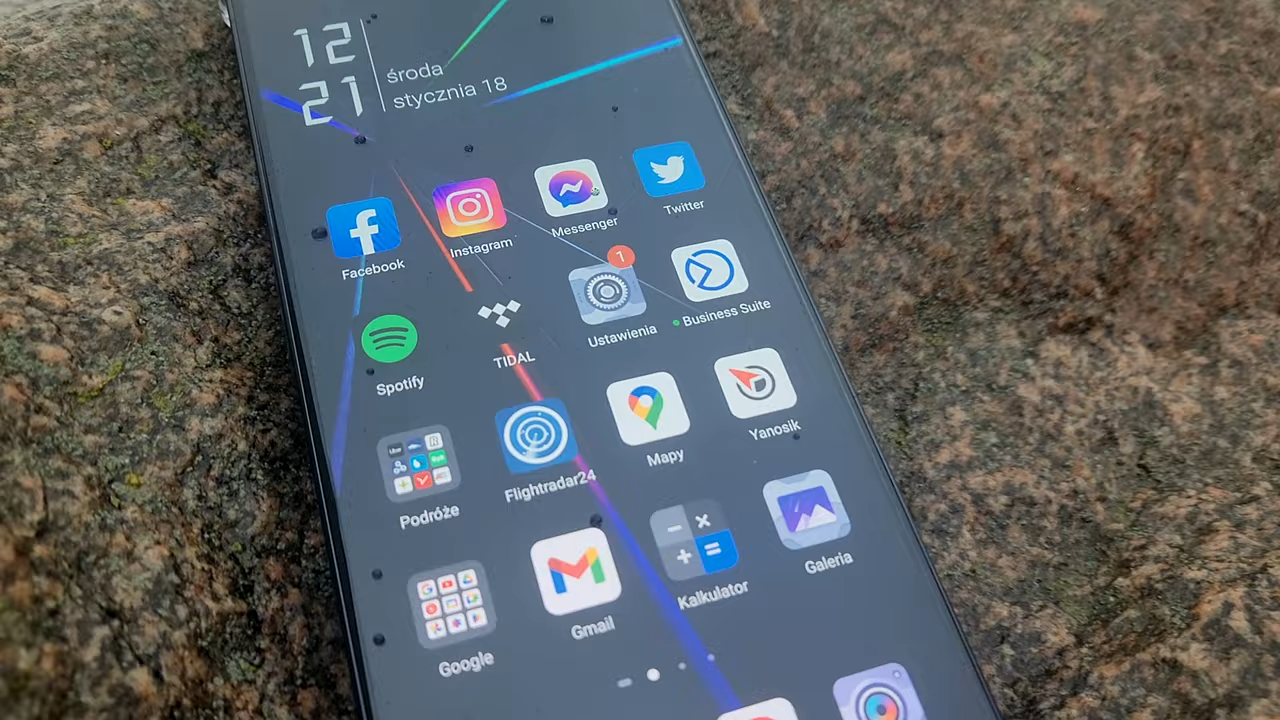 12
21
środa
stycznia 18
Facebook
Instagram
Messenger
Twitter
Spotify
TIDAL
1
Ustawienia
Business Suite
Podróże
Flightradar24
Mapy
Yanosik
Google
Gmail
Kalkulator
Galeria